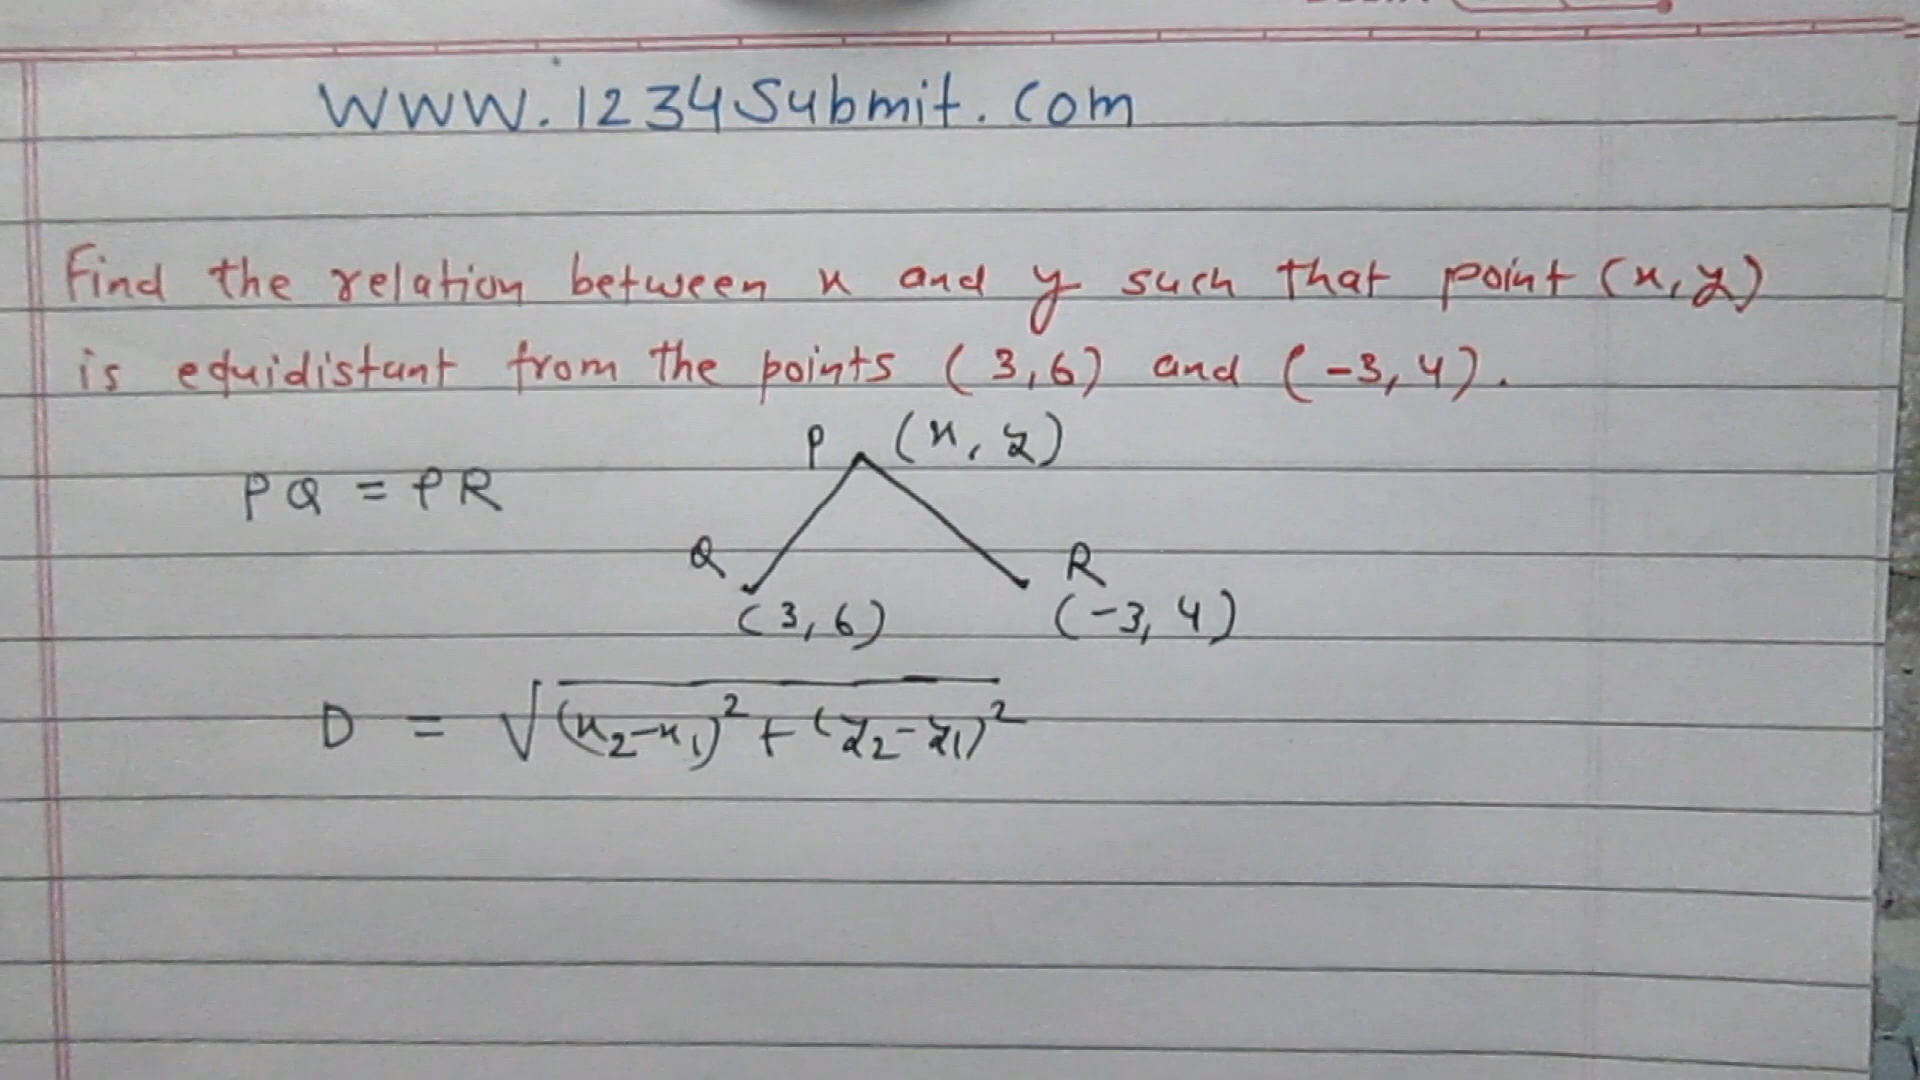 WWW.1234Submit.com
Find the relation between x and y such that point (x, y)
is equidistant from the points (3,6) and (-3,4).
P (x, y)
PQ = PR
Q R
(3,6) (-3,4)
D = √(x₂-x₁)² + (y₂-y₁)²